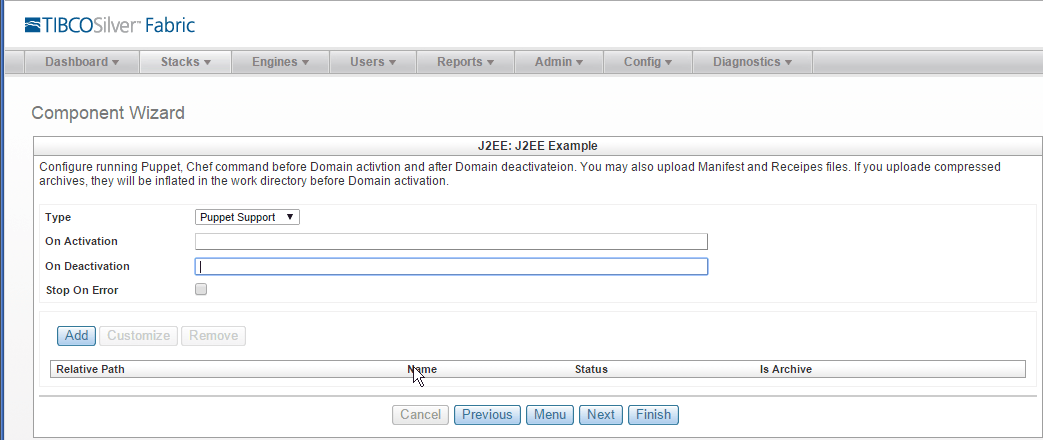 TIBCOSilver™ Fabric
Dashboard Stacks Engines Users Reports Admin Config Diagnostics
Component Wizard
J2EE: J2EE Example
Configure running Puppet, Chef command before Domain activtion and after Domain deactivateion. You may also upload Manifest and Receipes files. If you uploade compressed
archives, they will be inflated in the work directory before Domain activation.
Type Puppet Support
On Activation
On Deactivation
Stop On Error
Add Customize Remove
Relative Path Name Status Is Archive
Cancel Previous Menu Next Finish